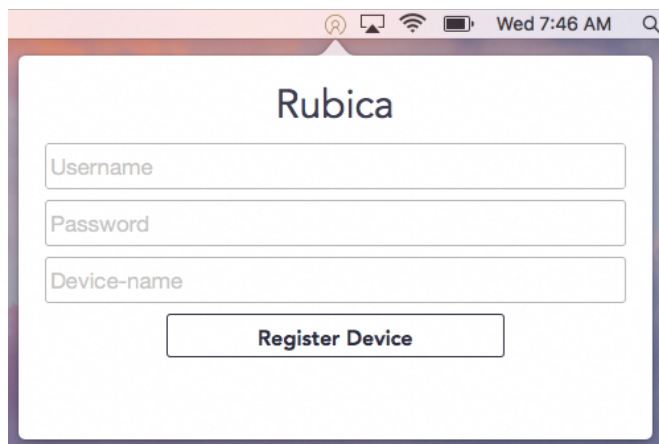 Wed 7:46 AM
Rubica
Username
Password
Device-name
Register Device